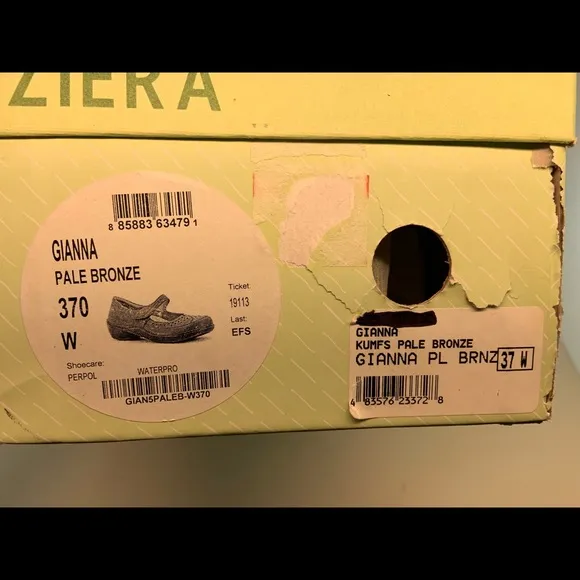 ZIERA
8 85883 63479 1
GIANNA
PALE BRONZE
370
W
Ticket:
19113
Last:
EFS
Shoecare:
PERPOL
WATERPRO
GIAN5PALEB-W370
GIANNA
KUMFS PALE BRONZE
GIANNA PL BRNZ 37 W
4 83576 23372 8